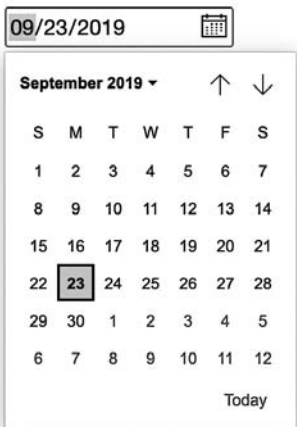 09/23/2019
September 2019
S M T W T F S
1 2 3 4 5 6 7
8 9 10 11 12 13 14
15 16 17 18 19 20 21
22 23 24 25 26 27 28
29 30 1 2 3 4 5
6 7 8 9 10 11 12
Today